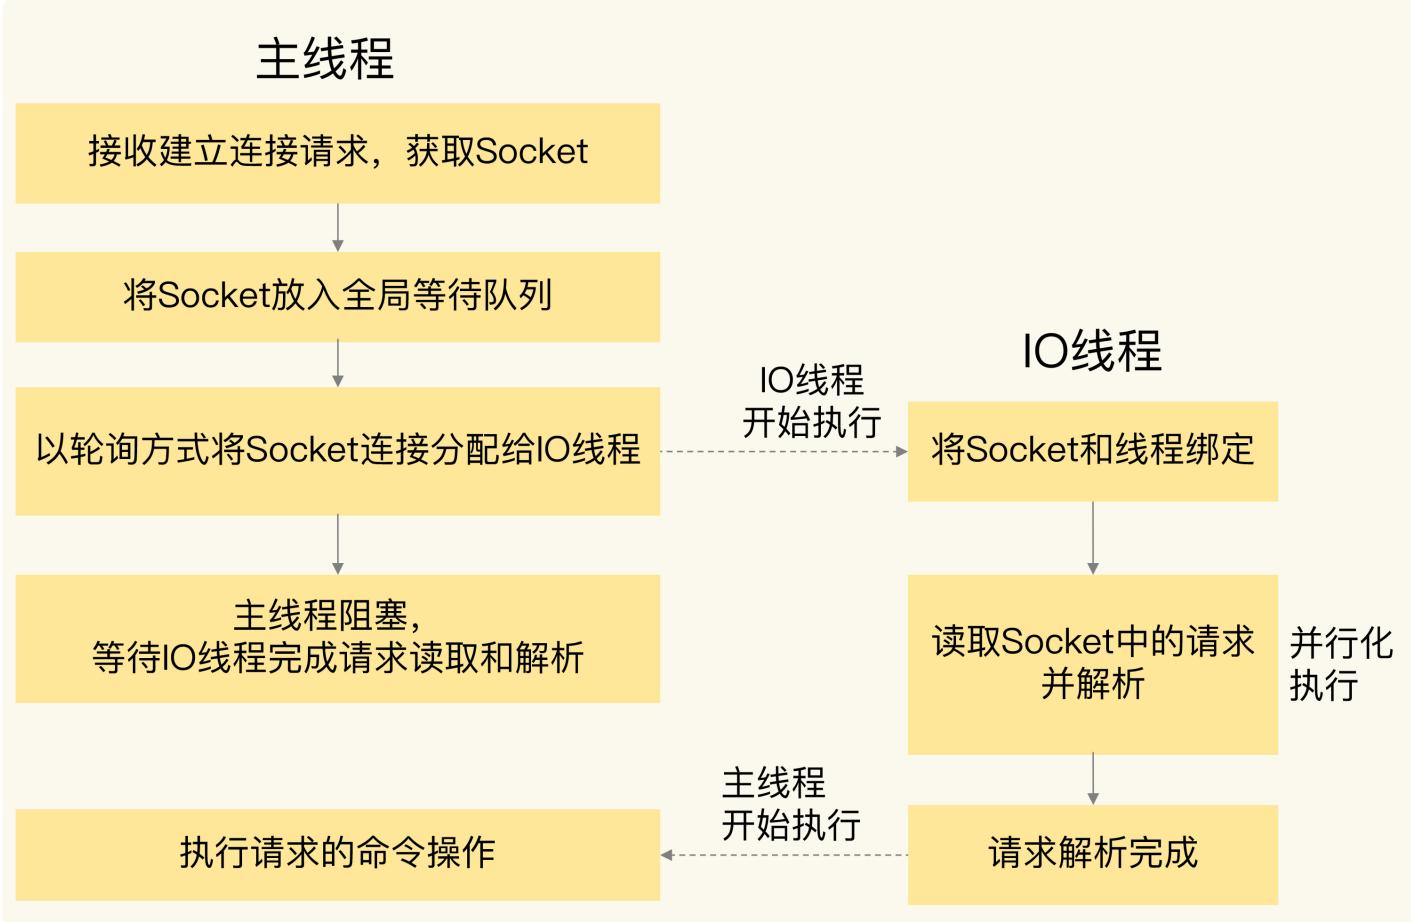 主线程
接收建立连接请求，获取Socket
将Socket放入全局等待队列
以轮询方式将Socket连接分配给IO线程
主线程阻塞，
等待IO线程完成请求读取和解析
执行请求的命令操作
IO线程
开始执行
主线程
开始执行
IO线程
将Socket和线程绑定
读取Socket中的请求
并解析
并行化
执行
请求解析完成